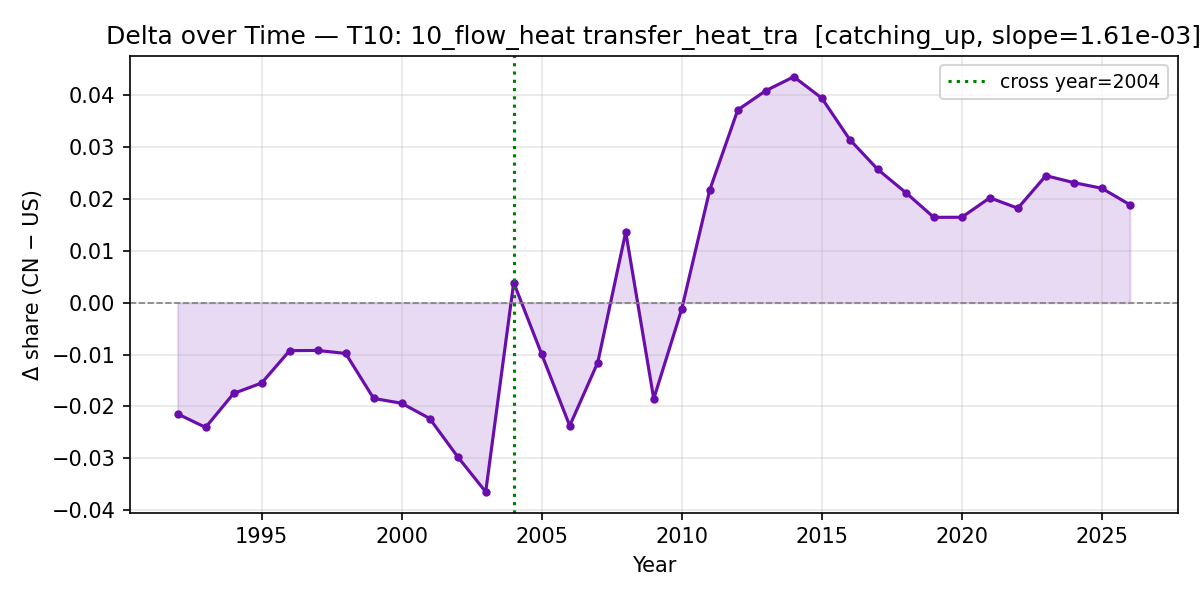 Delta over Time — T10: 10_flow_heat transfer_heat_tra  [catching_up, slope=1.61e-03]
cross year=2004
Δ share (CN − US)
0.04
0.03
0.02
0.01
0.00
−0.01
−0.02
−0.03
−0.04
1995 2000 2005 2010 2015 2020 2025
Year